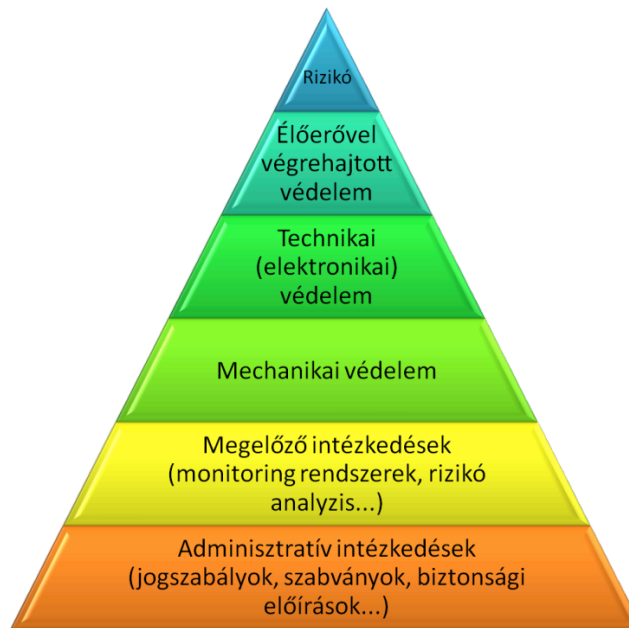 Rizikó
Élőerővel
végrehajtott
védelem
Technikai
(elektronikai)
védelem
Mechanikai védelem
Megelőző intézkedések
(monitoring rendszerek, rizikó
analyzis...)
Adminisztratív intézkedések
(jogszabályok, szabványok, biztonsági
előírások...)